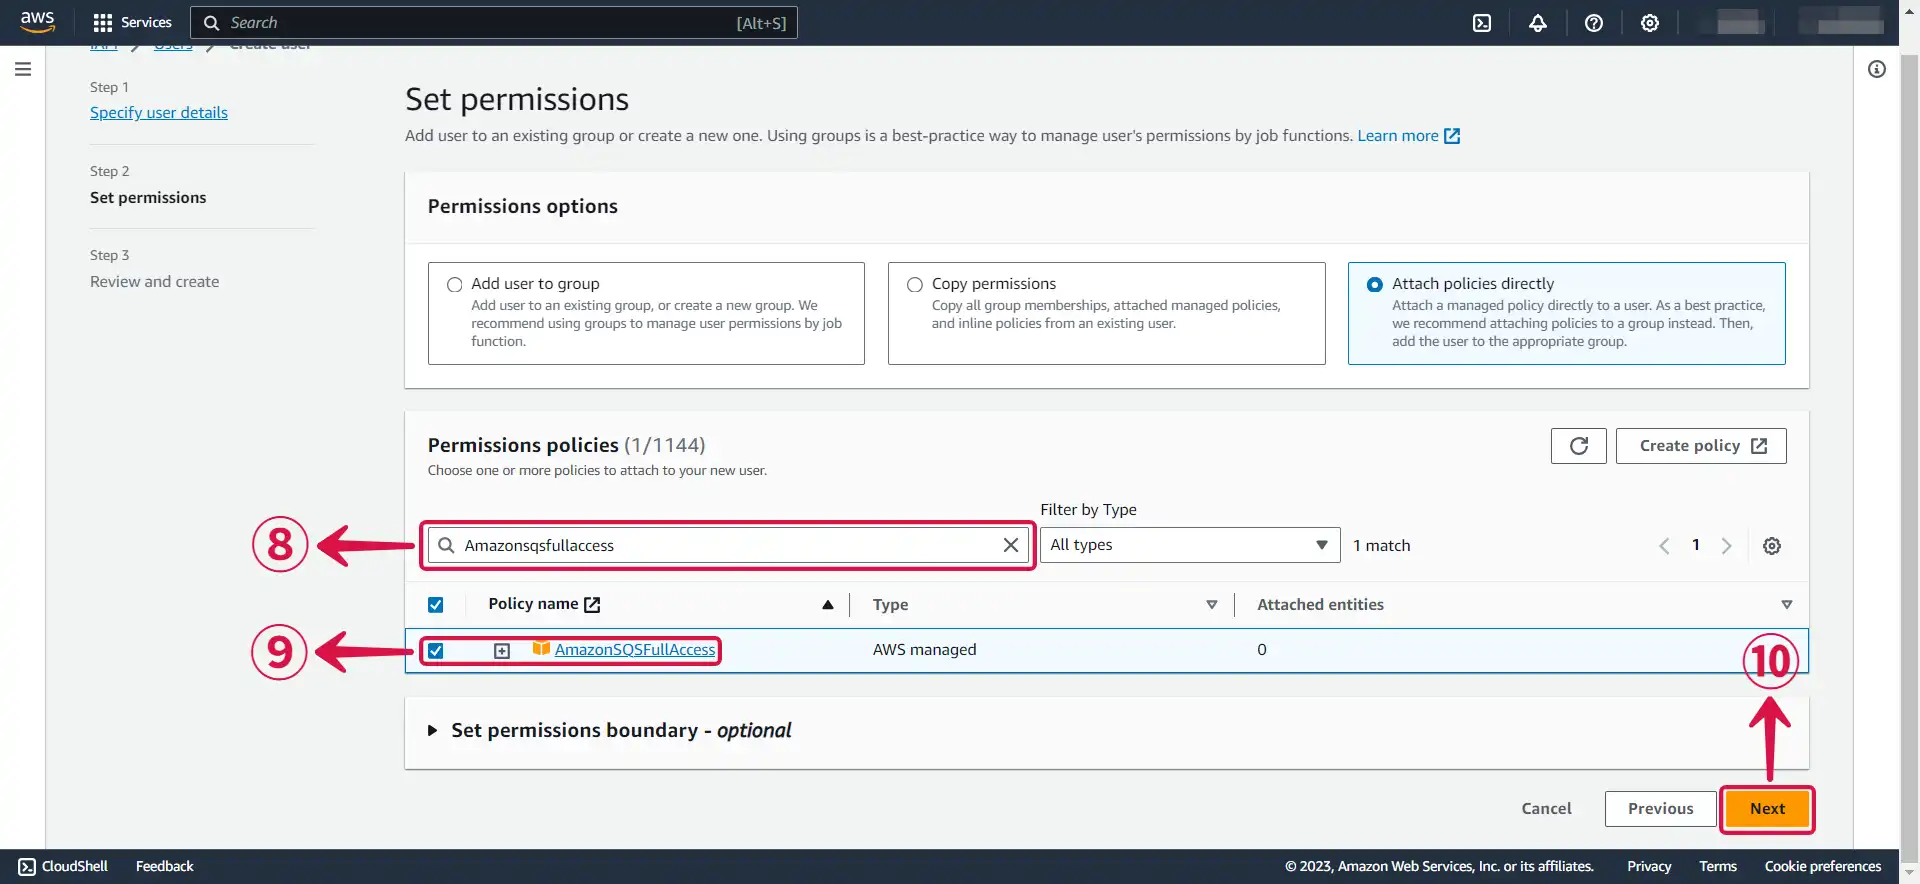 aws
Services
Search
[Alt+S]
IAM
Users
Create user
Step 1
Specify user details
Step 2
Set permissions
Step 3
Review and create
Set permissions
Add user to an existing group or create a new one. Using groups is a best-practice way to manage user's permissions by job functions. Learn more
Permissions options
Add user to group
Add user to an existing group, or create a new group. We
recommend using groups to manage user permissions by job
function.
Copy permissions
Copy all group memberships, attached managed policies,
and inline policies from an existing user.
Attach policies directly
Attach a managed policy directly to a user. As a best practice,
we recommend attaching policies to a group instead. Then,
add the user to the appropriate group.
Permissions policies (1/1144)
Choose one or more policies to attach to your new user.
Create policy
Filter by Type
8
Amazonsqsfullaccess
All types
1 match
1
Policy name
Type
Attached entities
9
AmazonSQSFullAccess
AWS managed
0
10
Set permissions boundary - optional
Cancel
Previous
Next
CloudShell
Feedback
© 2023, Amazon Web Services, Inc. or its affiliates.
Privacy
Terms
Cookie preferences